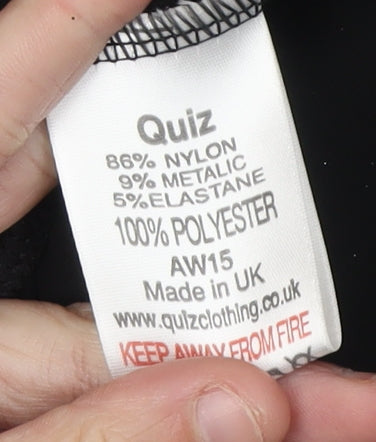 Quiz
86% NYLON
9% METALIC
5% ELASTANE
100% POLYESTER
AW15
Made in UK
www.quizclothing.co.uk
KEEP AWAY FROM FIRE